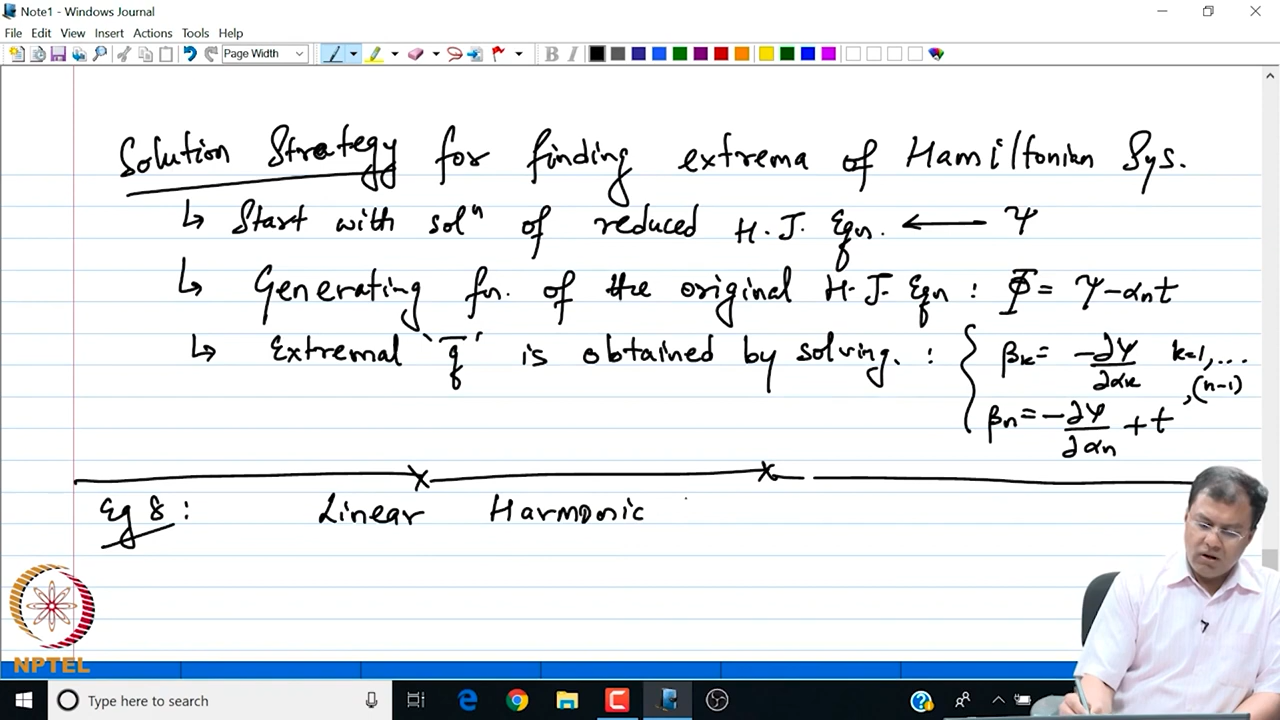 Note1 - Windows Journal
File Edit View Insert Actions Tools Help
Page Width
B I
Solution Strategy for finding extrema of Hamiltonian Sys.
↳ Start with solⁿ of reduced H.J. Eqn. ← Ψ
↳ Generating fn. of the original H.J. Eqn : Φ = Ψ-αnt
↳ Extremal 'q̄' is obtained by solving. : { βk = -∂Ψ/∂αk k=1,...,(n-1)
βn = -∂Ψ/∂αn + t
Eg 8: Linear Harmonic
NPTEL
Type here to search